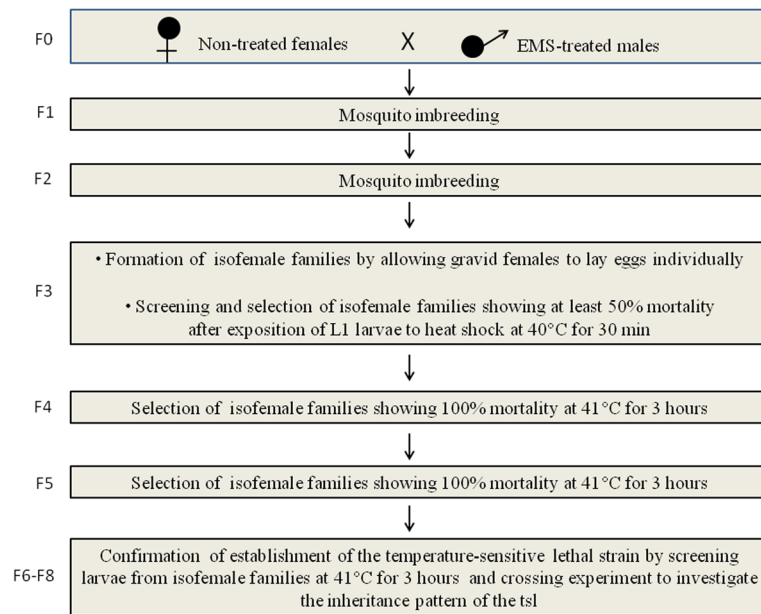 F0
Non-treated females X EMS-treated males
F1
Mosquito imbreeding
F2
Mosquito imbreeding
F3
• Formation of isofemale families by allowing gravid females to lay eggs individually
• Screening and selection of isofemale families showing at least 50% mortality
after exposition of L1 larvae to heat shock at 40°C for 30 min
F4
Selection of isofemale families showing 100% mortality at 41°C for 3 hours
F5
Selection of isofemale families showing 100% mortality at 41°C for 3 hours
F6-F8
Confirmation of establishment of the temperature-sensitive lethal strain by screening
larvae from isofemale families at 41°C for 3 hours and crossing experiment to investigate
the inheritance pattern of the tsl